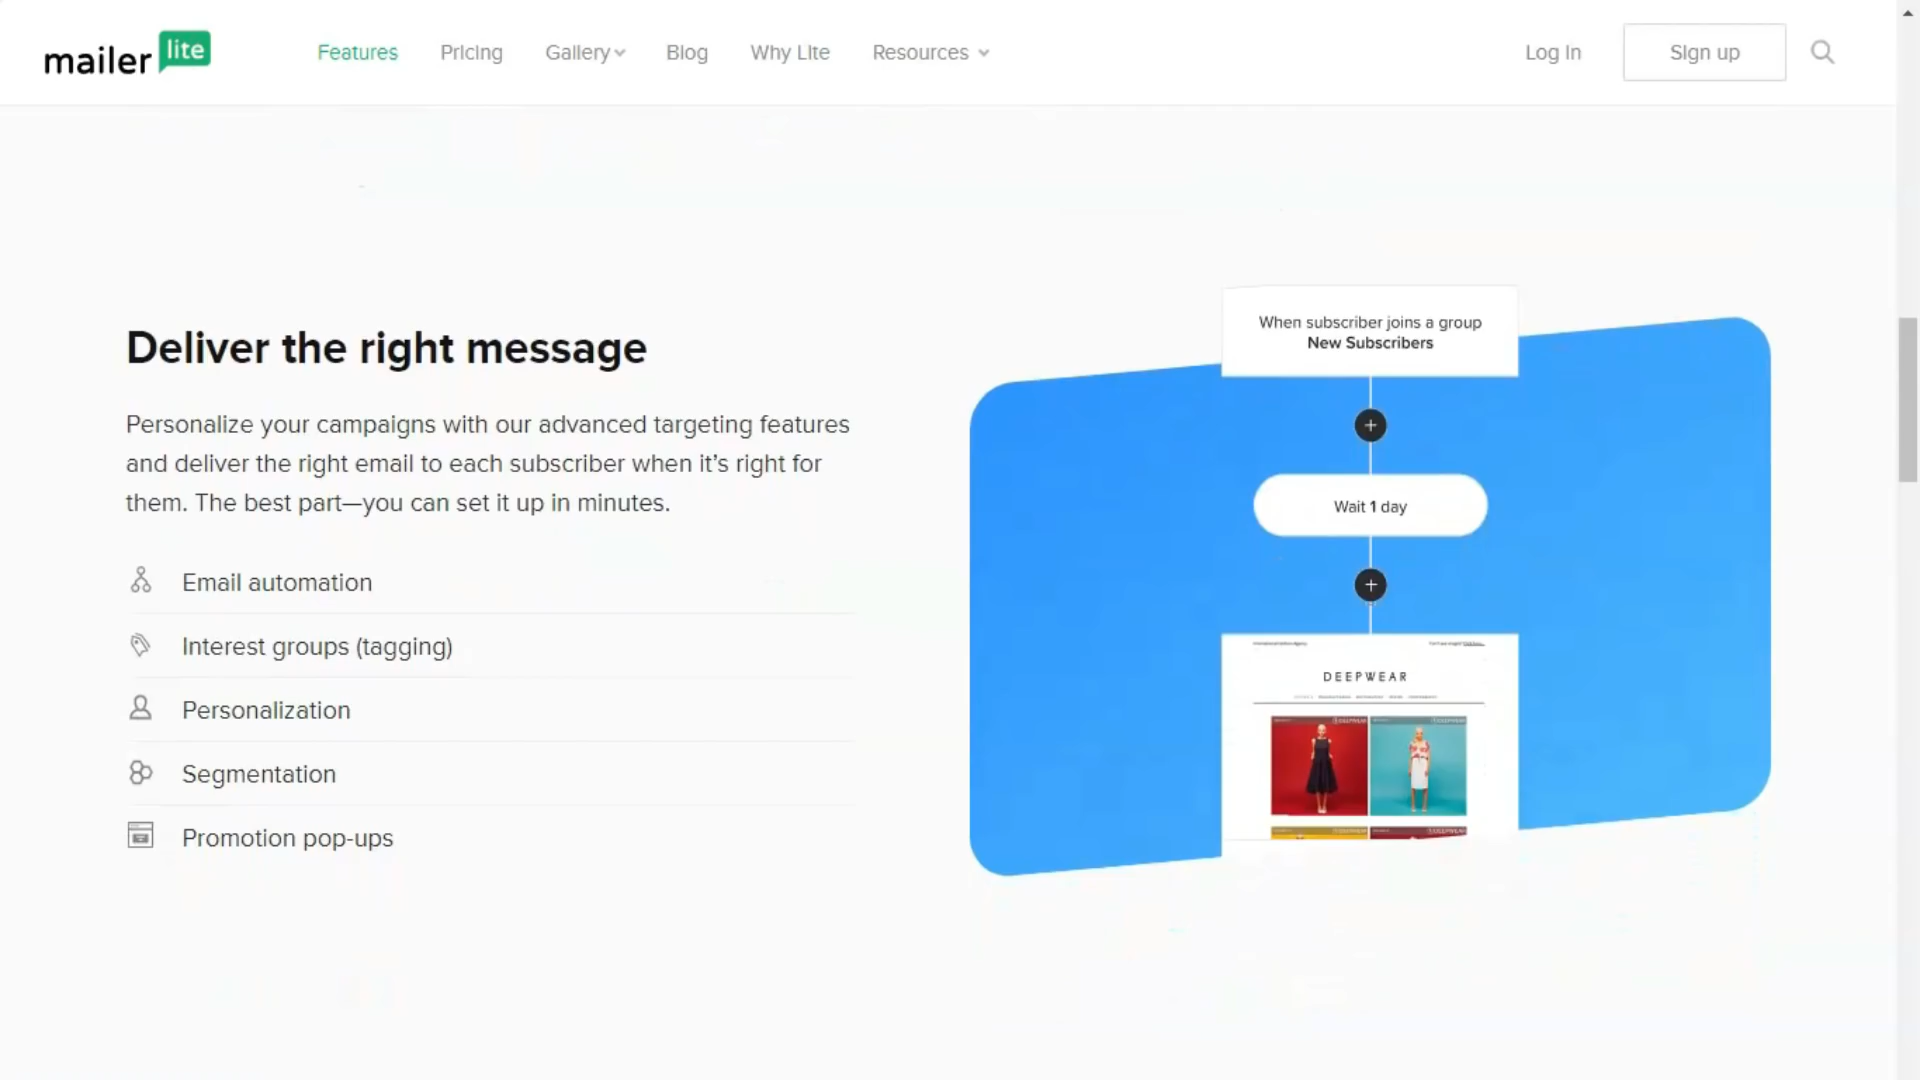 mailer lite
Features
Pricing
Gallery
Blog
Why Lite
Resources
Log In
Sign up
Deliver the right message
Personalize your campaigns with our advanced targeting features
and deliver the right email to each subscriber when it’s right for
them. The best part—you can set it up in minutes.
Email automation
Interest groups (tagging)
Personalization
Segmentation
Promotion pop-ups
When subscriber joins a group
New Subscribers
Wait 1 day
DEEPWEAR